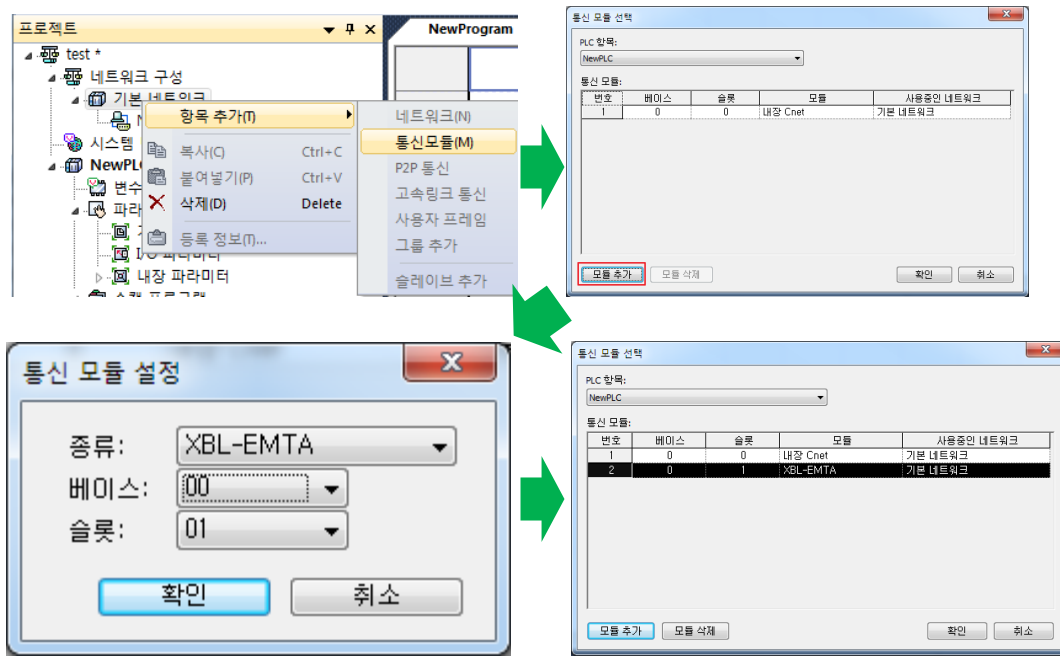 프로젝트
test *
네트워크 구성
기본 네트워크
시스템
NewPL
변수
파라
내장 파라미터
항목 추가(T)
복사(C) Ctrl+C
붙여넣기(P) Ctrl+V
삭제(D) Delete
등록 정보(T)...
네트워크(N)
통신모듈(M)
P2P 통신
고속링크 통신
사용자 프레임
그룹 추가
슬레이브 추가
NewProgram
통신 모듈 선택
PLC 항목:
NewPLC
통신 모듈:
번호 베이스 슬롯 모듈 사용중인 네트워크
1 0 0 내장 Cnet 기본 네트워크
모듈 추가 모듈 삭제 확인 취소
통신 모듈 설정
종류: XBL-EMTA
베이스: 00
슬롯: 01
확인 취소
통신 모듈 선택
PLC 항목:
NewPLC
통신 모듈:
번호 베이스 슬롯 모듈 사용중인 네트워크
1 0 0 내장 Cnet 기본 네트워크
2 0 1 XBL-EMTA 기본 네트워크
모듈 추가 모듈 삭제 확인 취소